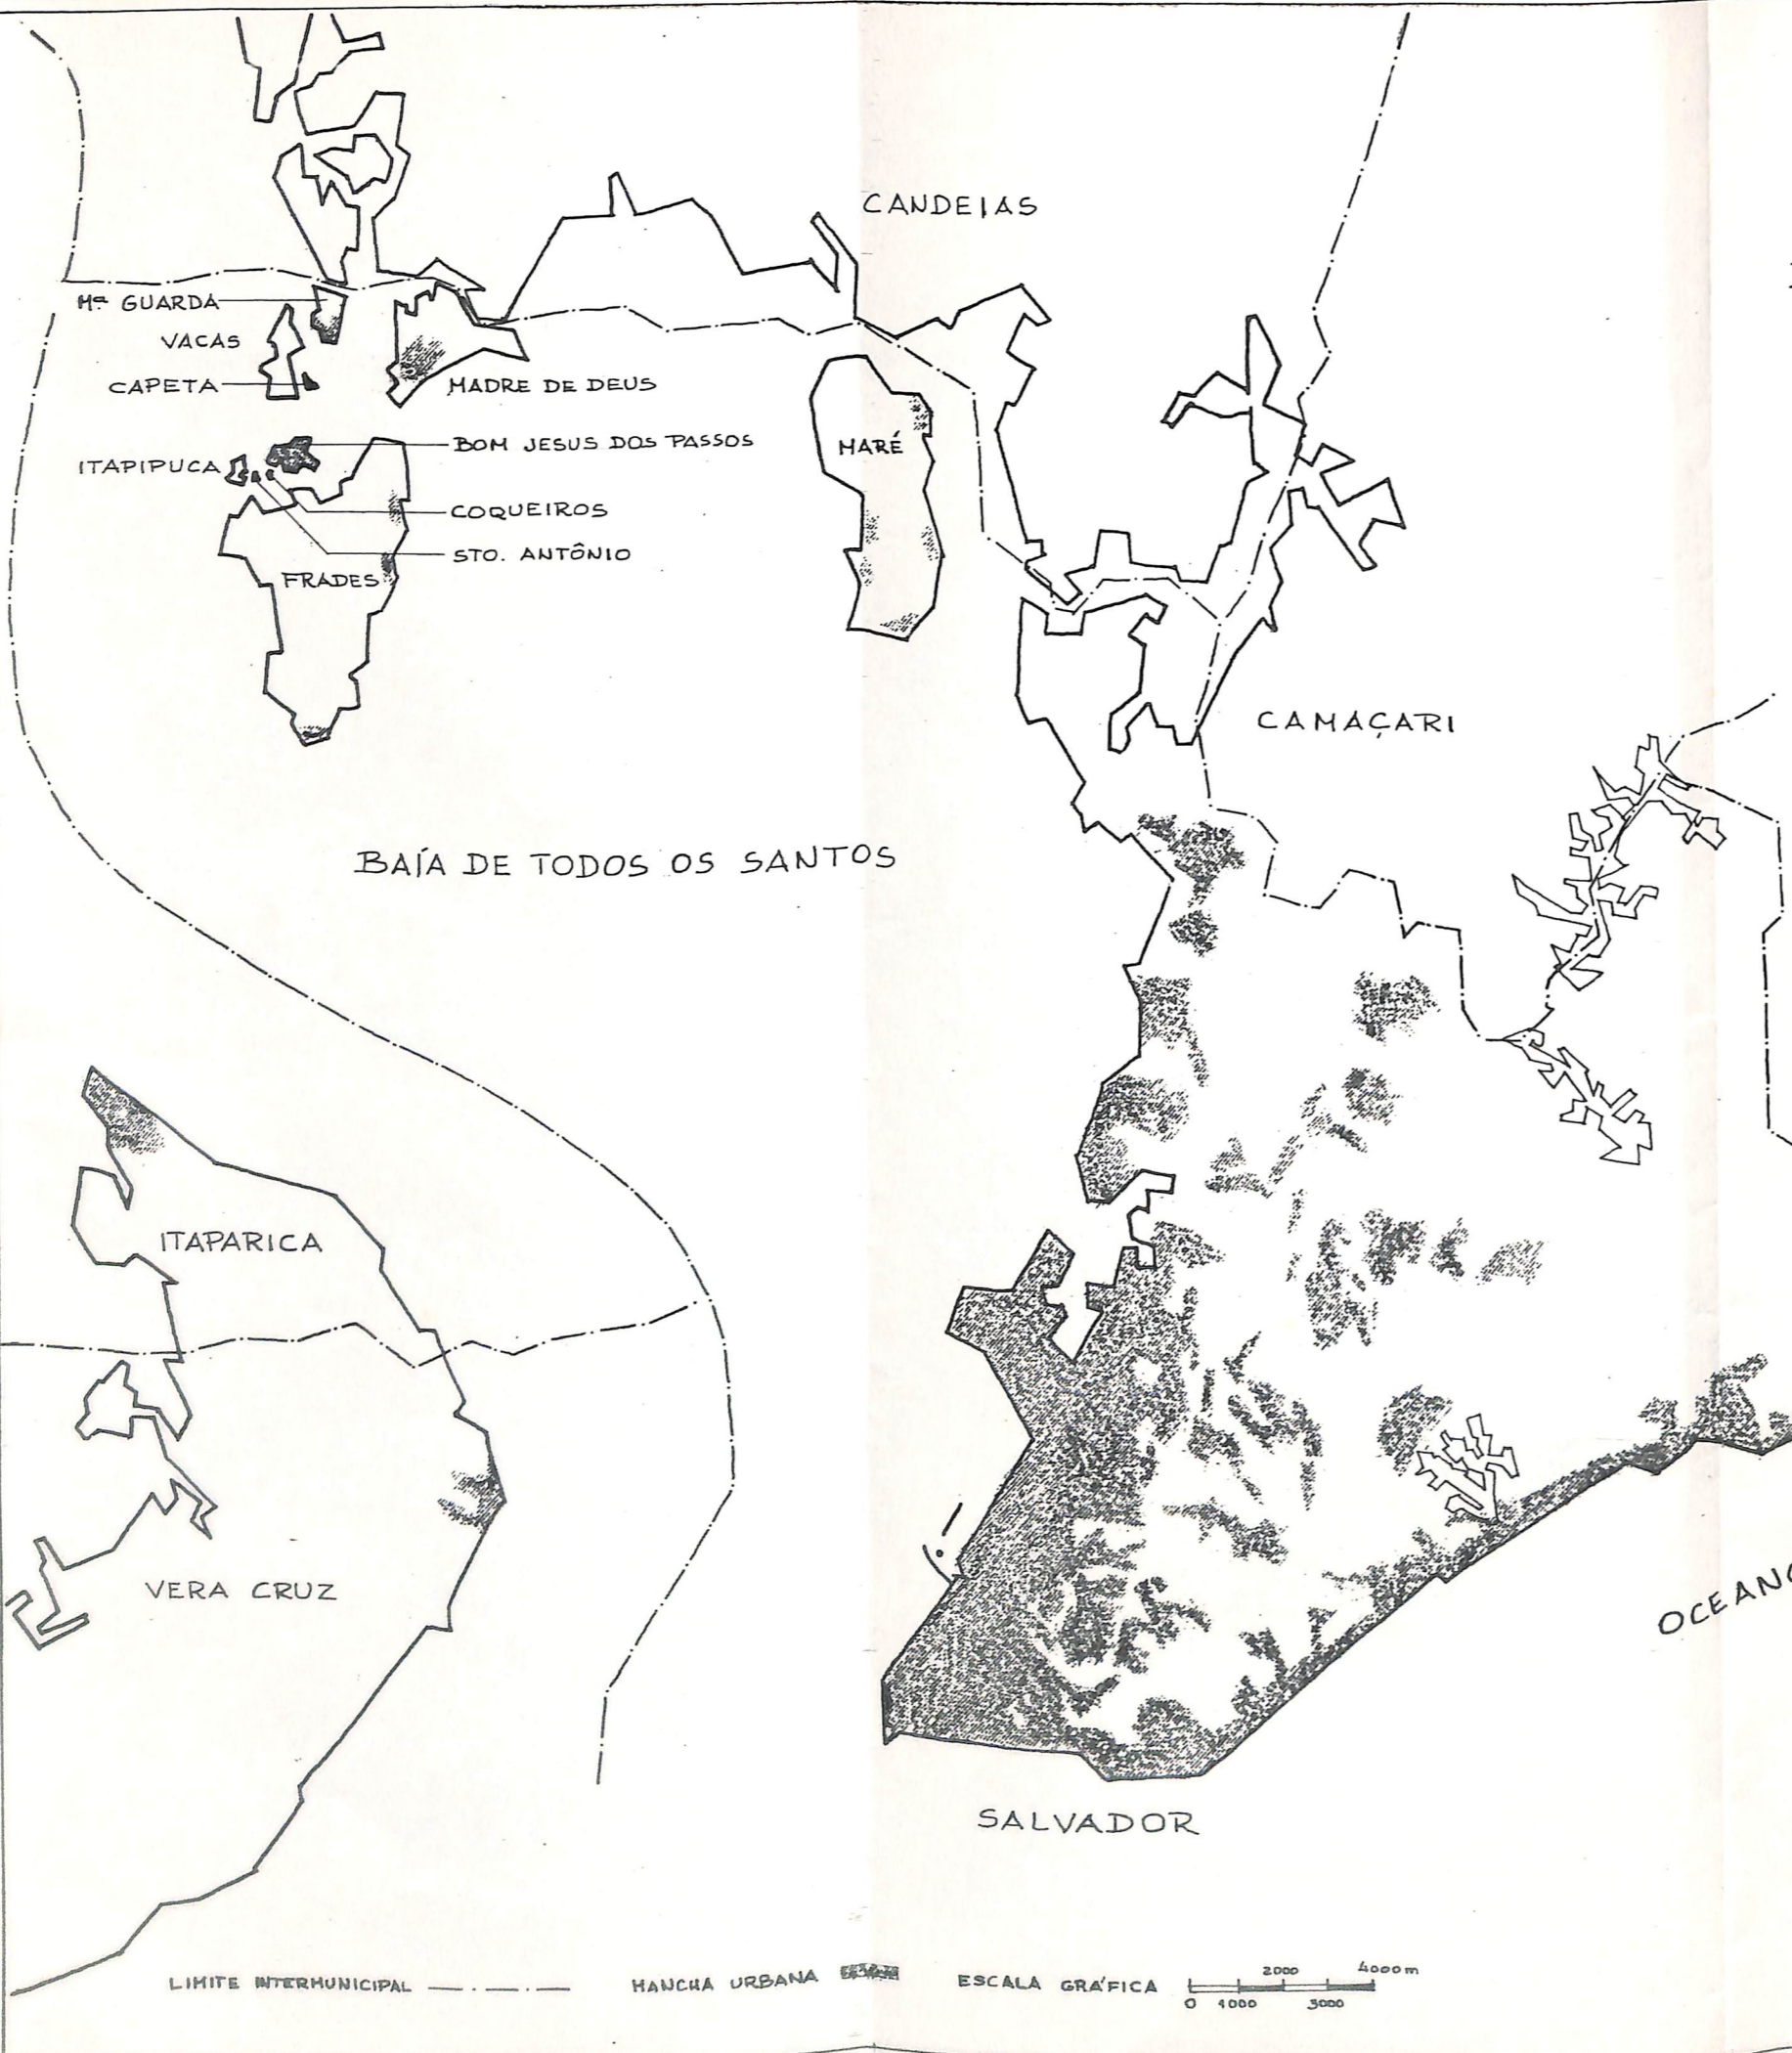 CANDEIAS
Mª GUARDA
VACAS
CAPETA
MADRE DE DEUS
BOM JESUS DOS PASSOS
MARÉ
ITAPIPUCA
COQUEIROS
STO. ANTÔNIO
FRADES
CAMAÇARI
BAÍA DE TODOS OS SANTOS
ITAPARICA
VERA CRUZ
OCEANO
SALVADOR
LIMITE INTERMUNICIPAL
MANCHA URBANA
ESCALA GRÁFICA
2000 4000m
0 1000 3000